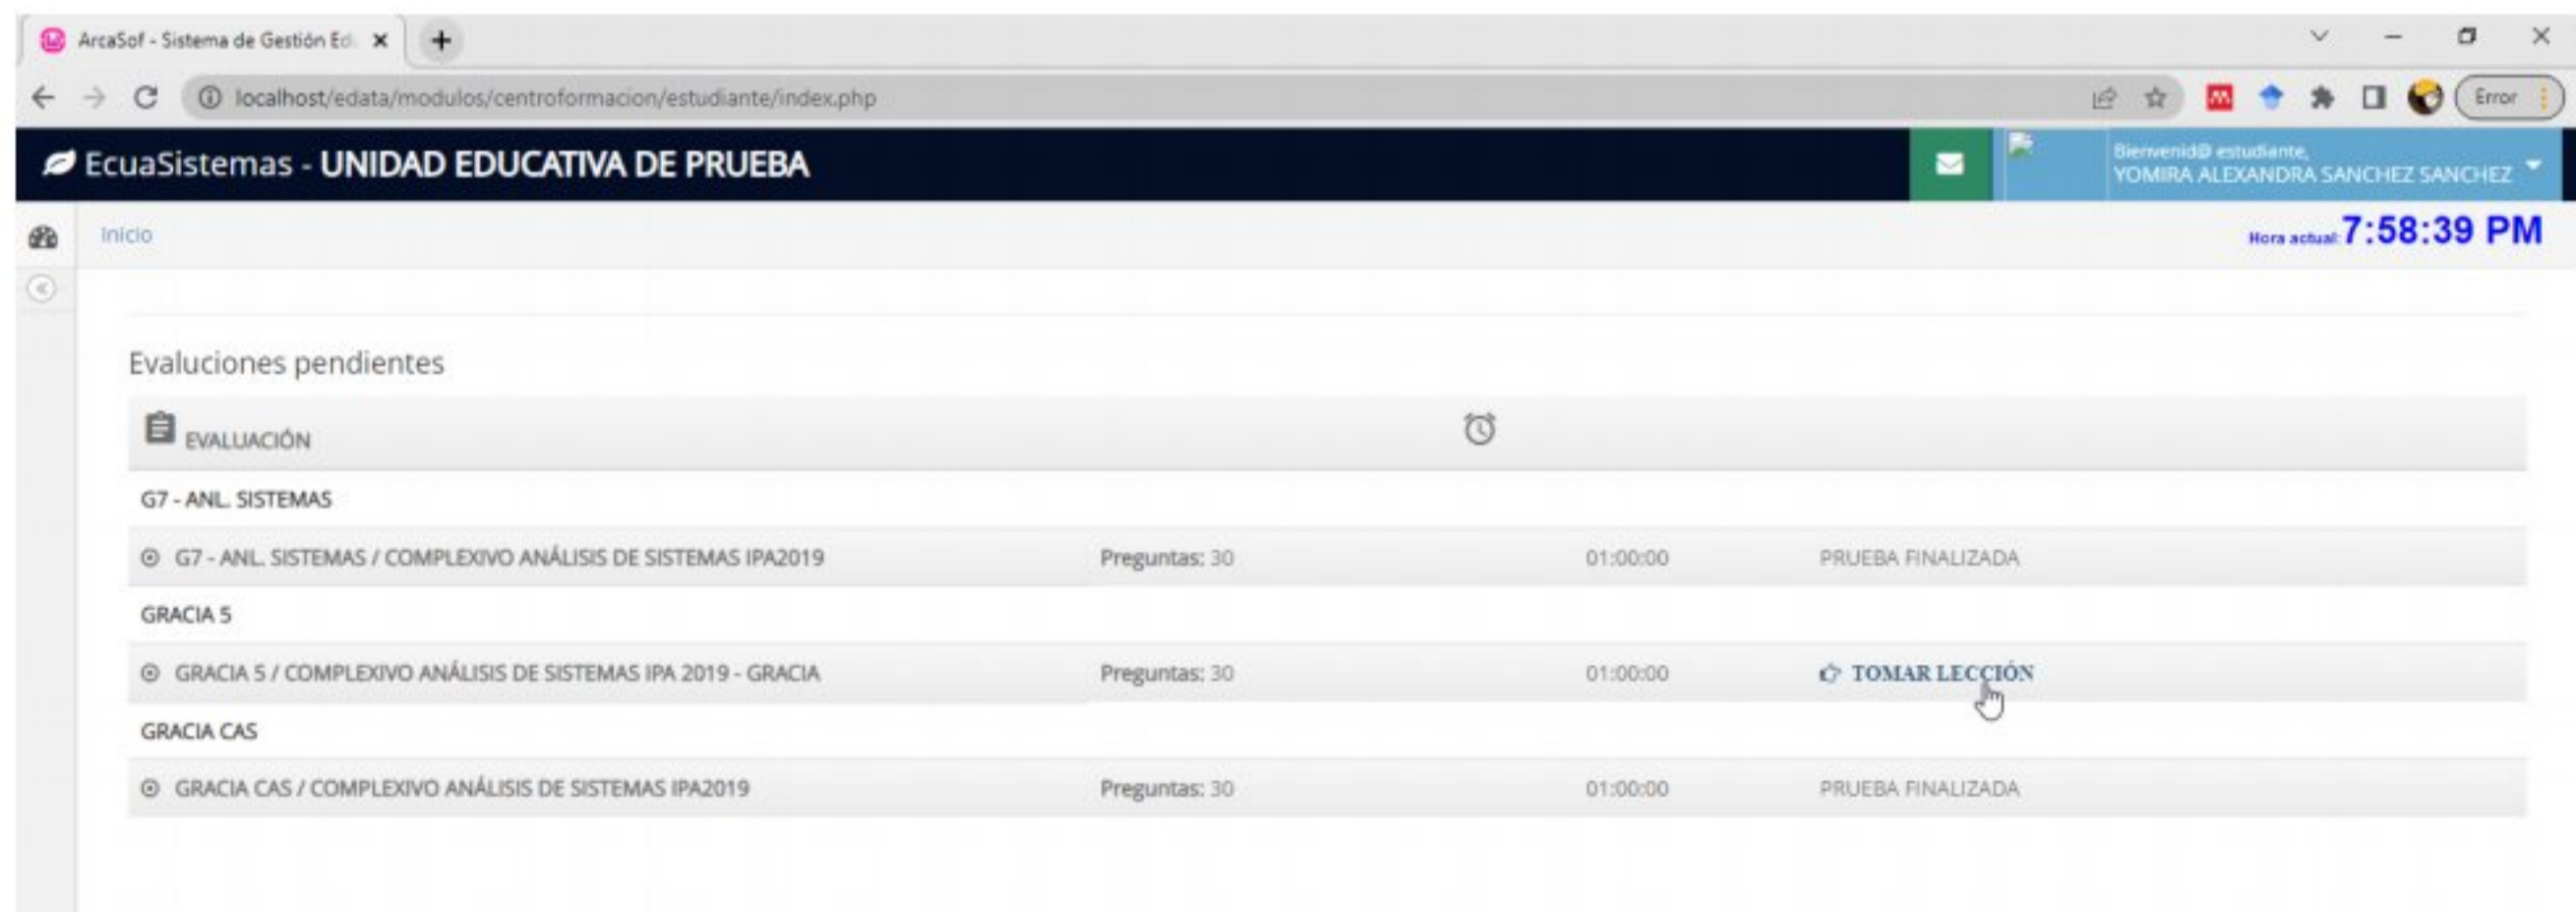 ArcaSof - Sistema de Gestión Ed
localhost/edata/modulos/centroformacion/estudiante/index.php
Error
EcuaSistemas - UNIDAD EDUCATIVA DE PRUEBA
Bienvenid@ estudiante,
YOMIRA ALEXANDRA SANCHEZ SANCHEZ
Inicio
Hora actual: 7:58:39 PM
Evaluciones pendientes
EVALUACIÓN
G7 - ANL. SISTEMAS
G7 - ANL. SISTEMAS / COMPLEXIVO ANÁLISIS DE SISTEMAS IPA2019 Preguntas: 30 01:00:00 PRUEBA FINALIZADA
GRACIA 5
GRACIA 5 / COMPLEXIVO ANÁLISIS DE SISTEMAS IPA 2019 - GRACIA Preguntas: 30 01:00:00 TOMAR LECCIÓN
GRACIA CAS
GRACIA CAS / COMPLEXIVO ANÁLISIS DE SISTEMAS IPA2019 Preguntas: 30 01:00:00 PRUEBA FINALIZADA